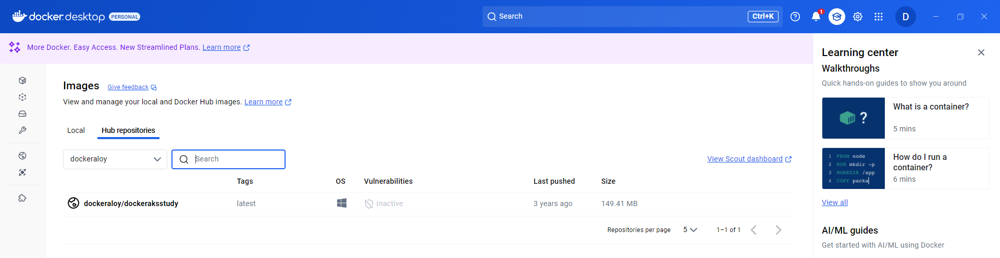 docker.desktop PERSONAL
Search Ctrl+K
1
D
More Docker. Easy Access. New Streamlined Plans. Learn more
Images Give feedback
View and manage your local and Docker Hub images. Learn more
Local Hub repositories
dockeraloy Search View Scout dashboard
Tags OS Vulnerabilities Last pushed Size
dockeraloy/dockeraksstudy latest Inactive 3 years ago 149.41 MB
Repositories per page 5 1–1 of 1
Learning center
Walkthroughs
Quick hands-on guides to show you around
?
What is a container?
5 mins
1 FROM node
2 RUN mkdir -p
3 WORKDIR /app
4 COPY packa
How do I run a
container?
6 mins
View all
AI/ML guides
Get started with AI/ML using Docker